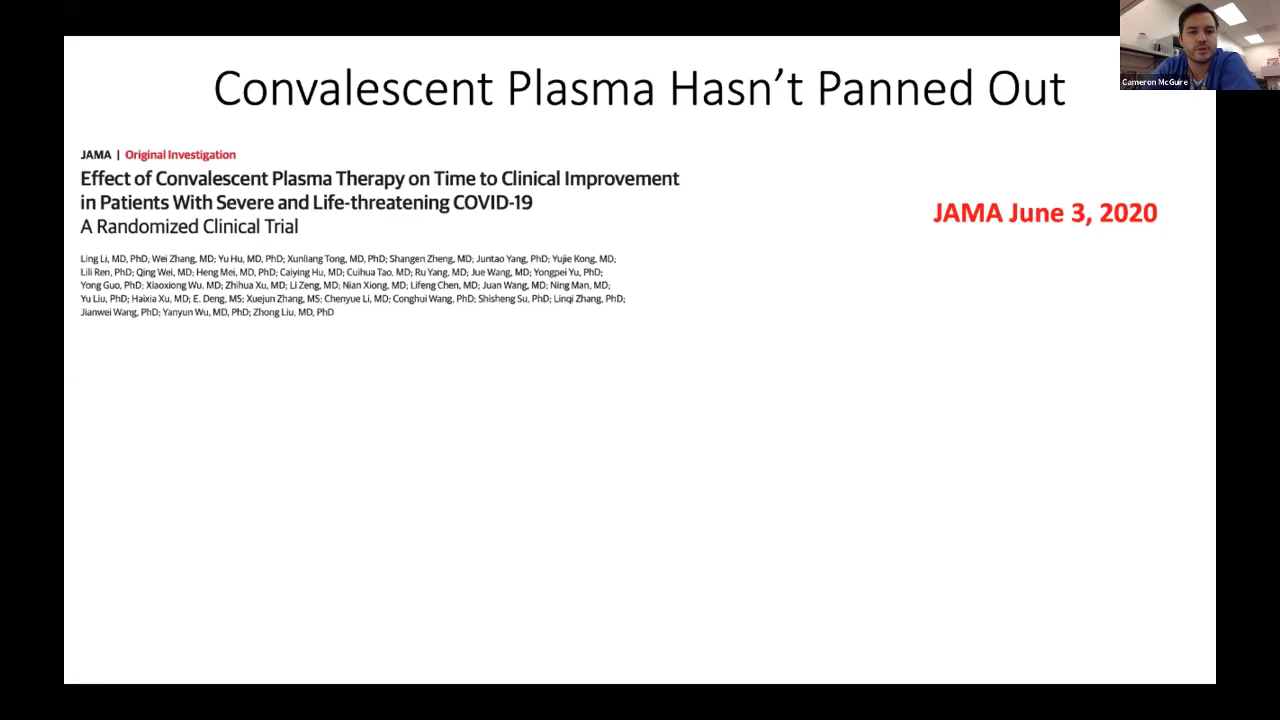 Convalescent Plasma Hasn't Panned Out
Cameron McGuire
JAMA | Original Investigation
Effect of Convalescent Plasma Therapy on Time to Clinical Improvement
in Patients With Severe and Life-threatening COVID-19
A Randomized Clinical Trial
JAMA June 3, 2020
Ling Li, MD, PhD; Wei Zhang, MD; Yu Hu, MD, PhD; Xunliang Tong, MD, PhD; Shangen Zheng, MD; Juntao Yang, PhD; Yujie Kong, MD;
Lili Ren, PhD; Qing Wei, MD; Heng Mei, MD, PhD; Caiying Hu, MD; Cuihua Tao, MD; Ru Yang, MD; Jue Wang, MD; Yongpei Yu, PhD;
Yong Guo, PhD; Xiaoxiong Wu, MD; Zhihua Xu, MD; Li Zeng, MD; Nian Xiong, MD; Lifeng Chen, MD; Juan Wang, MD; Ning Man, MD;
Yu Liu, PhD; Haixia Xu, MD; E. Deng, MS; Xuejun Zhang, MS; Chenyue Li, MD; Conghui Wang, PhD; Shisheng Su, PhD; Linqi Zhang, PhD;
Jianwei Wang, PhD; Yanyun Wu, MD, PhD; Zhong Liu, MD, PhD